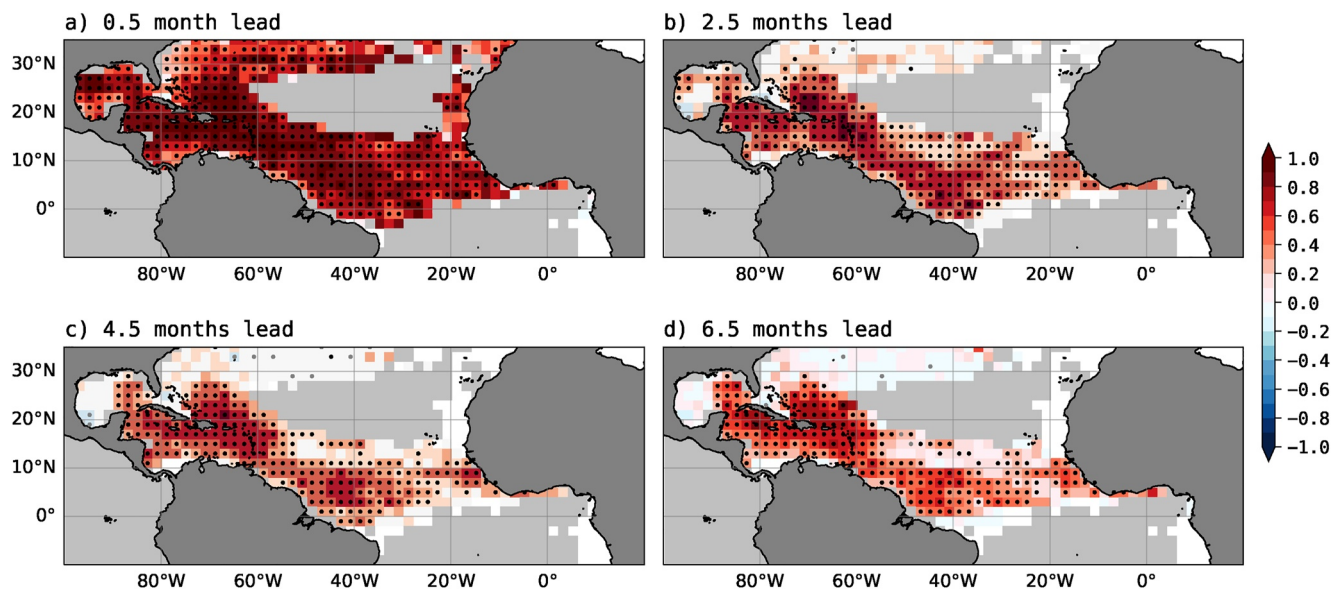 a) 0.5 month lead
b) 2.5 months lead
30°N
20°N
10°N
0°
80°W 60°W 40°W 20°W 0°
80°W 60°W 40°W 20°W 0°
1.0
0.8
0.6
0.4
0.2
0.0
−0.2
−0.4
−0.6
−0.8
−1.0
c) 4.5 months lead
d) 6.5 months lead
30°N
20°N
10°N
0°
80°W 60°W 40°W 20°W 0°
80°W 60°W 40°W 20°W 0°